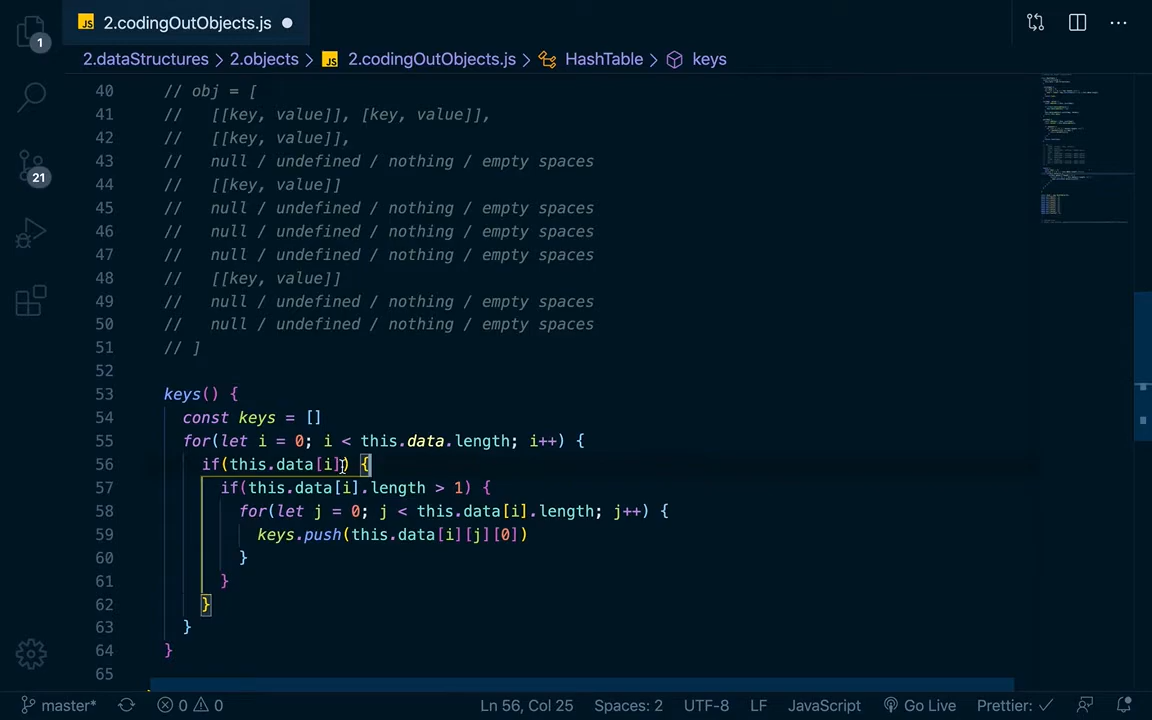 JS 2.codingOutObjects.js
1
2.dataStructures > 2.objects > JS 2.codingOutObjects.js > HashTable > keys
21
40 // obj = [
41 //   [[key, value]], [key, value]],
42 //   [[key, value]],
43 //   null / undefined / nothing / empty spaces
44 //   [[key, value]]
45 //   null / undefined / nothing / empty spaces
46 //   null / undefined / nothing / empty spaces
47 //   null / undefined / nothing / empty spaces
48 //   [[key, value]]
49 //   null / undefined / nothing / empty spaces
50 //   null / undefined / nothing / empty spaces
51 // ]
52
53 keys() {
54   const keys = []
55   for(let i = 0; i < this.data.length; i++) {
56     if(this.data[i]) {
57       if(this.data[i].length > 1) {
58         for(let j = 0; j < this.data[i].length; j++) {
59           keys.push(this.data[i][j][0])
60         }
61       }
62     }
63   }
64 }
65
master* 0 0 Ln 56, Col 25 Spaces: 2 UTF-8 LF JavaScript Go Live Prettier: ✓